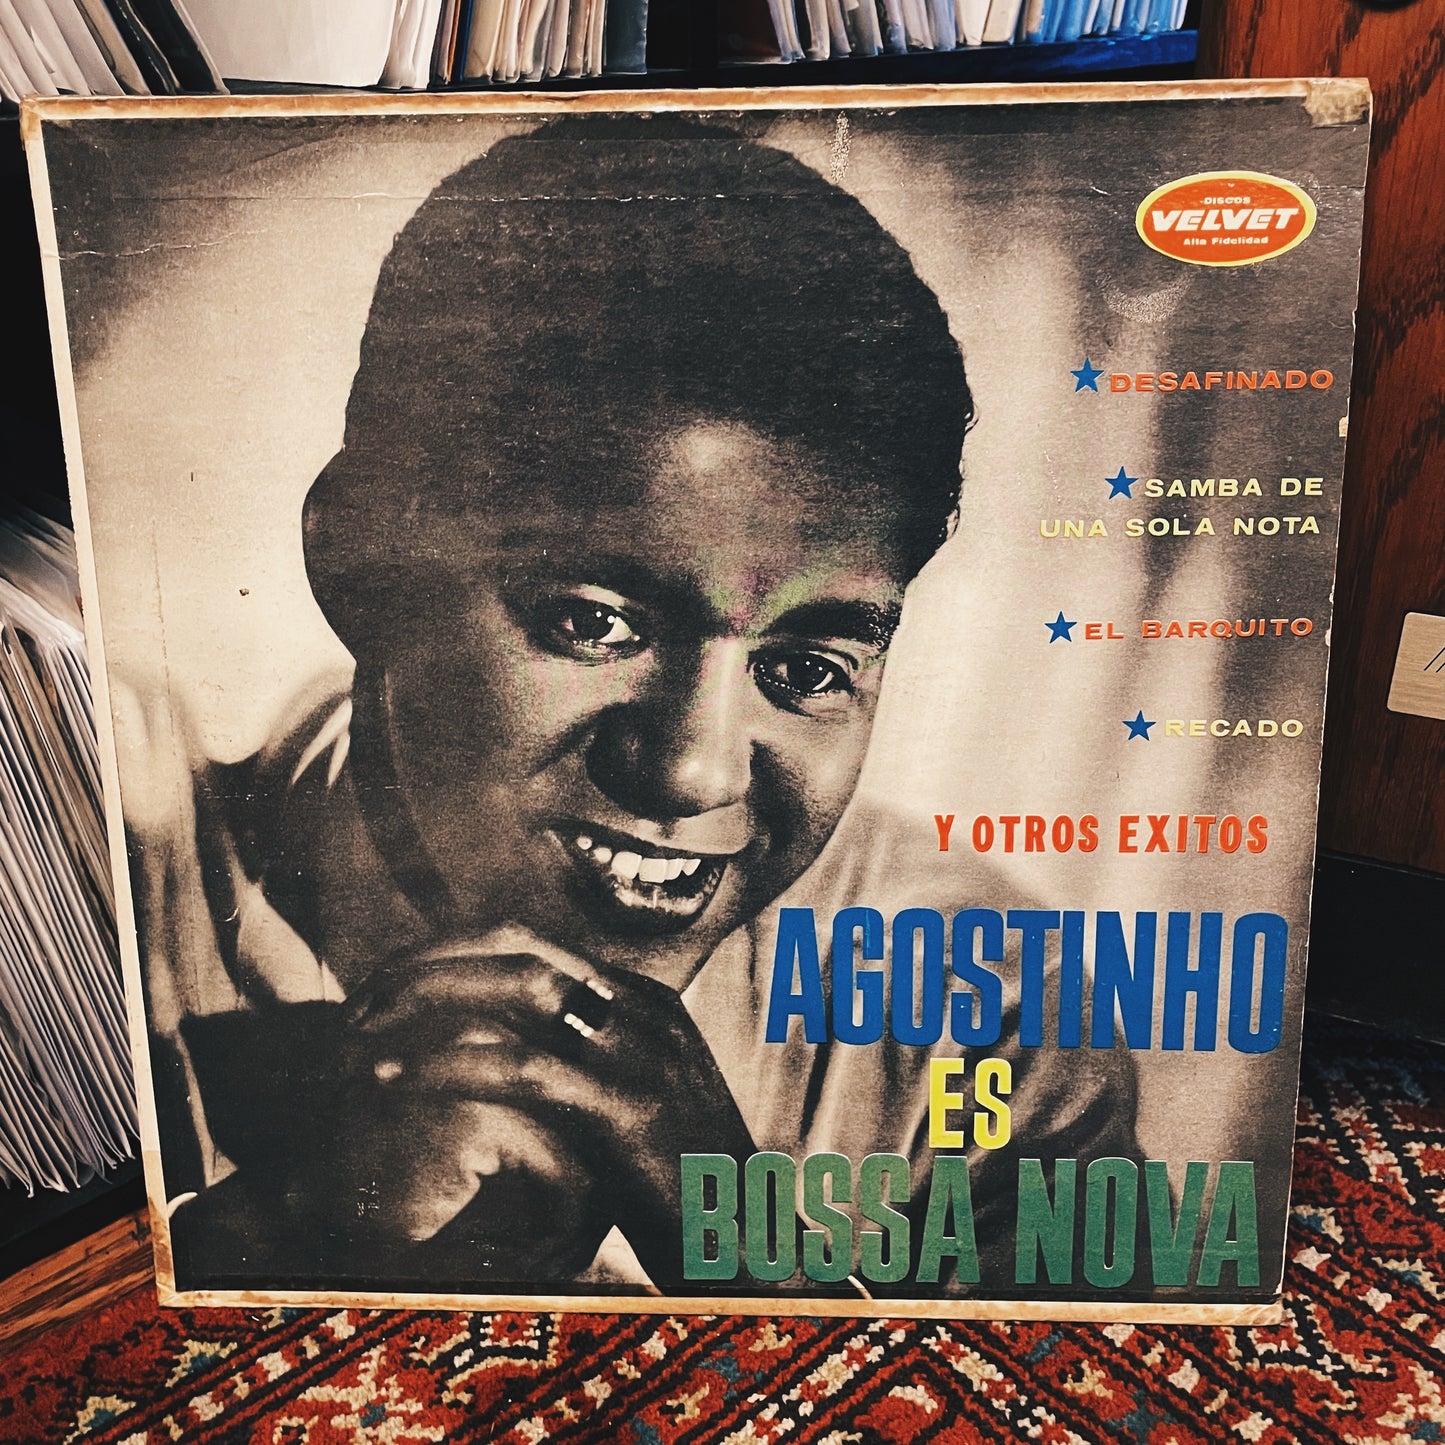 DISCOS
VELVET
Alta Fidelidad
DESAFINADO
SAMBA DE
UNA SOLA NOTA
EL BARQUITO
RECADO
Y OTROS EXITOS
AGOSTINHO
ES
BOSSA NOVA